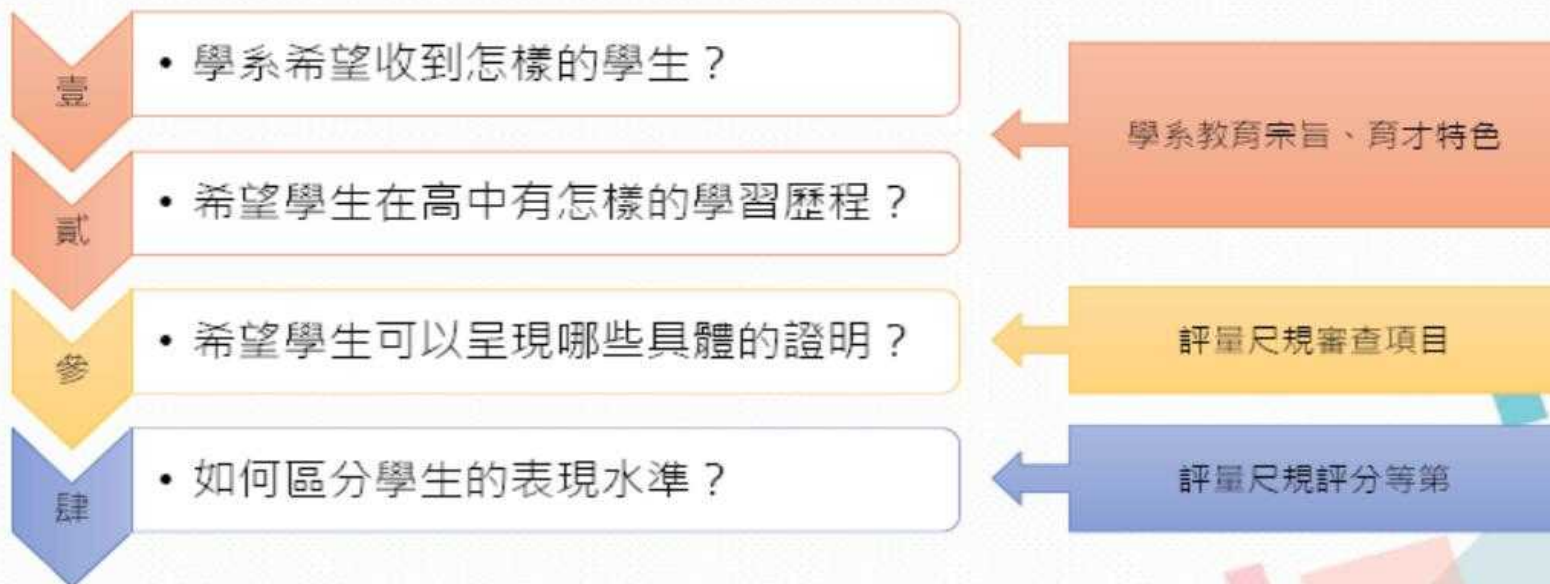 壹
• 學系希望收到怎樣的學生？
學系教育宗旨、育才特色
貳
• 希望學生在高中有怎樣的學習歷程？
參
• 希望學生可以呈現哪些具體的證明？
評量尺規審查項目
肆
• 如何區分學生的表現水準？
評量尺規評分等第